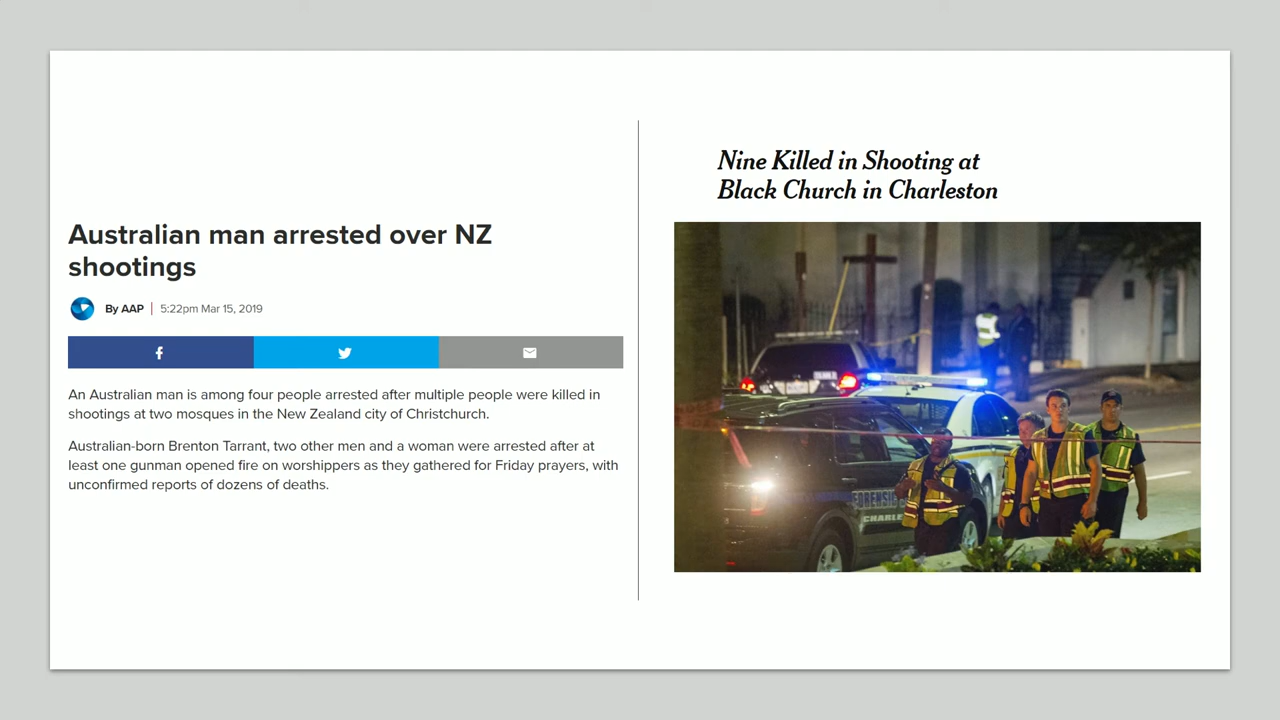 Australian man arrested over NZ
shootings
By AAP | 5:22pm Mar 15, 2019
An Australian man is among four people arrested after multiple people were killed in
shootings at two mosques in the New Zealand city of Christchurch.
Australian-born Brenton Tarrant, two other men and a woman were arrested after at
least one gunman opened fire on worshippers as they gathered for Friday prayers, with
unconfirmed reports of dozens of deaths.
Nine Killed in Shooting at
Black Church in Charleston
FORENSIC
CHARLE